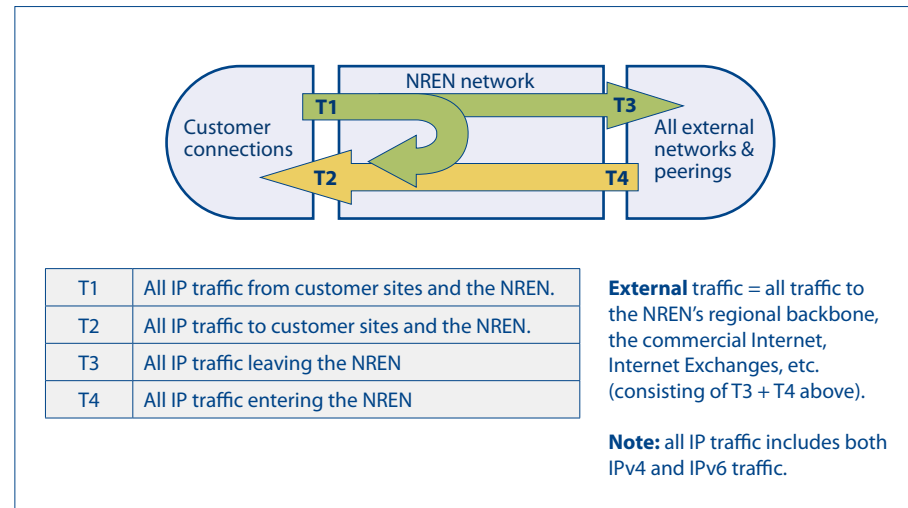 NREN network
T1
T3
Customer
connections
All external
networks &
peerings
T2
T4
T1 All IP traffic from customer sites and the NREN.
T2 All IP traffic to customer sites and the NREN.
T3 All IP traffic leaving the NREN
T4 All IP traffic entering the NREN
External traffic = all traffic to
the NREN's regional backbone,
the commercial Internet,
Internet Exchanges, etc.
(consisting of T3 + T4 above).
Note: all IP traffic includes both
IPv4 and IPv6 traffic.